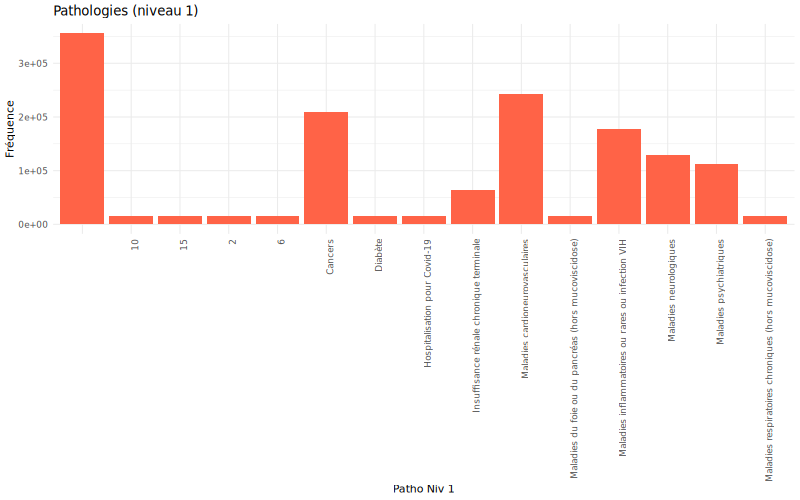 Pathologies (niveau 1)
Fréquence
3e+05
2e+05
1e+05
0e+00
10
15
2
6
Cancers
Diabète
Hospitalisation pour Covid-19
Insuffisance rénale chronique terminale
Maladies cardioneurovasculaires
Maladies du foie ou du pancréas (hors mucoviscidose)
Maladies inflammatoires ou rares ou infection VIH
Maladies neurologiques
Maladies psychiatriques
Maladies respiratoires chroniques (hors mucoviscidose)
Patho Niv 1